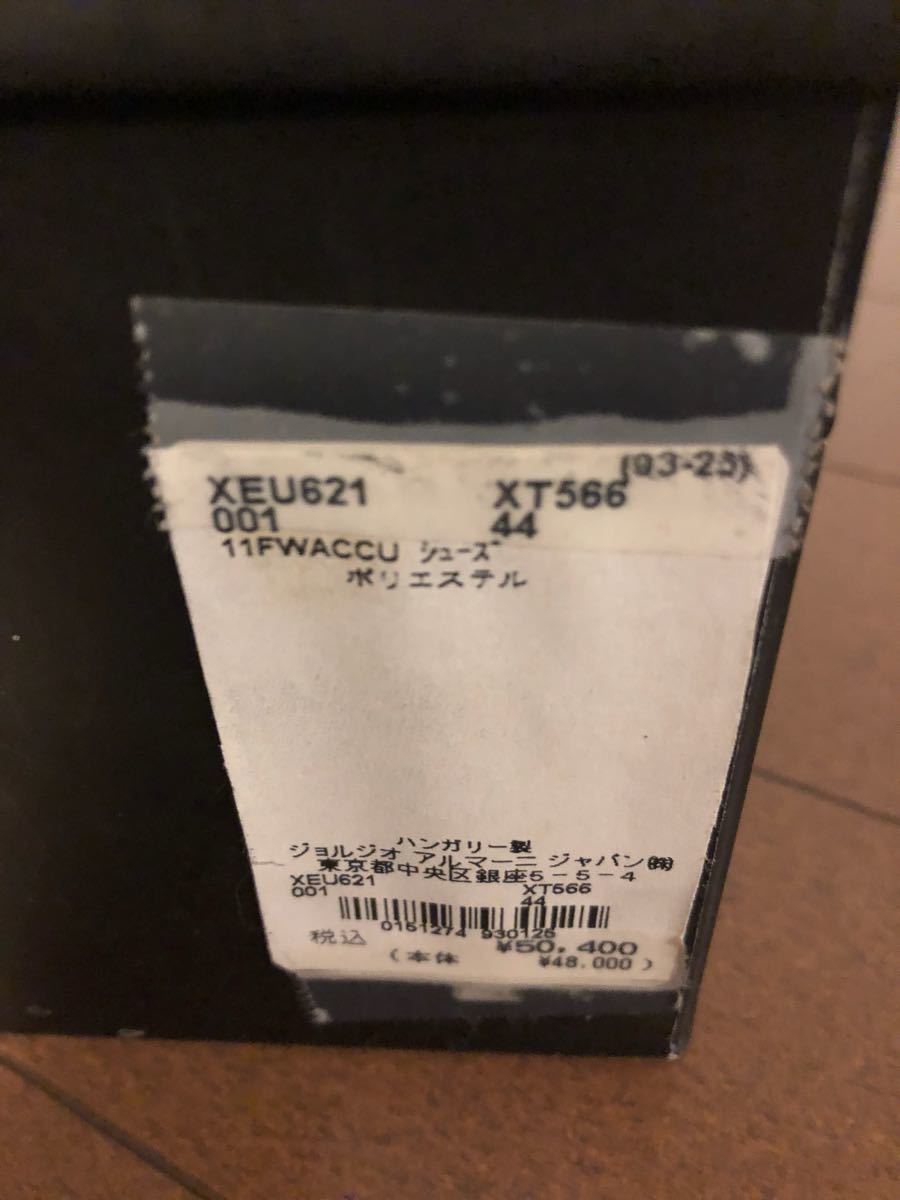 (03-25)
XEU621 XT566
001 44
11FWACCU シューズ
ポリエステル
ハンガリー製
ジョルジオ アルマーニ ジャパン㈱
東京都中央区銀座5-5-4
XEU621 XT566
001 44
0151274 930126
税込 ¥50,400
(本体 ¥48,000)